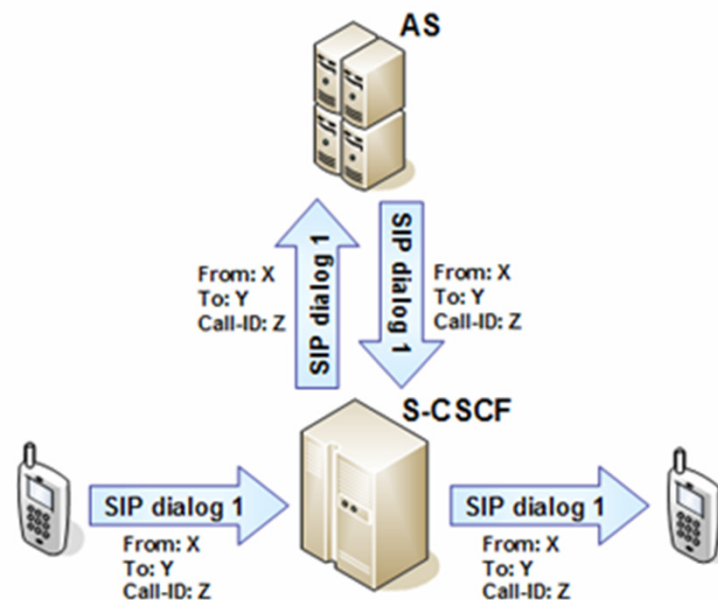 AS
SIP dialog 1
From: X
To: Y
Call-ID: Z
SIP dialog 1
From: X
To: Y
Call-ID: Z
S-CSCF
SIP dialog 1
From: X
To: Y
Call-ID: Z
SIP dialog 1
From: X
To: Y
Call-ID: Z